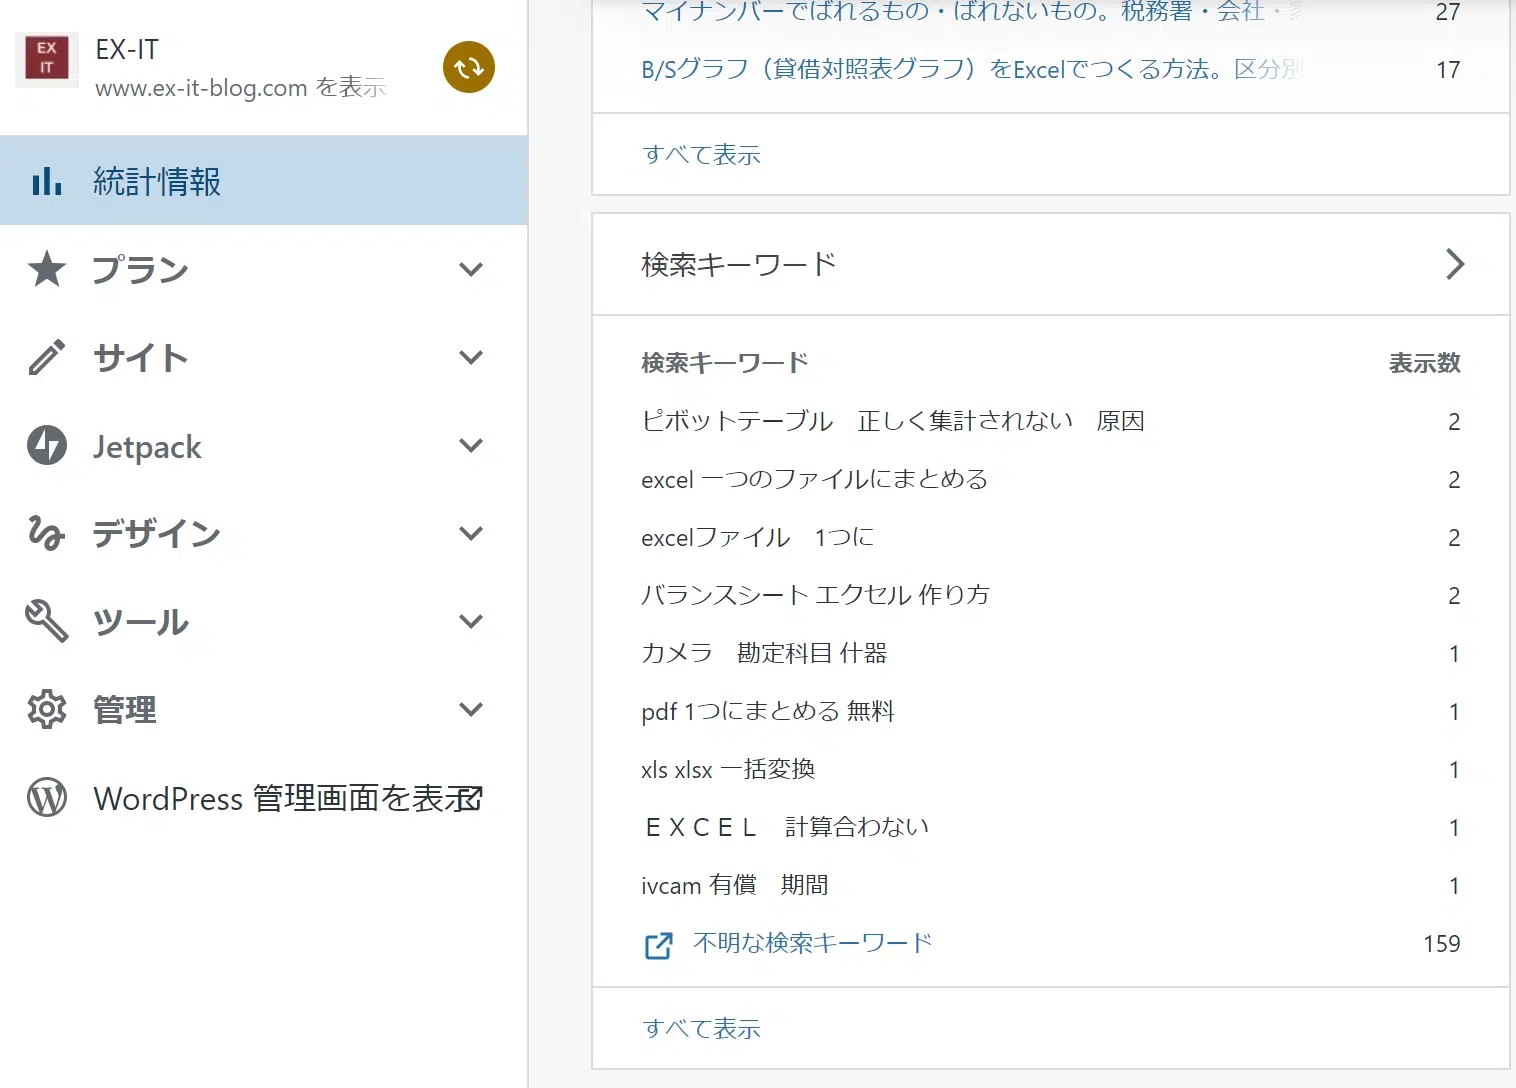 EX
IT
EX-IT
www.ex-it-blog.com を表示
統計情報
プラン
サイト
Jetpack
デザイン
ツール
管理
WordPress 管理画面を表示
マイナンバーでばれるもの・ばれないもの。税務署・会社・ 27
B/Sグラフ（貸借対照表グラフ）をExcelでつくる方法。区分別 17
すべて表示
検索キーワード
検索キーワード 表示数
ピボットテーブル　正しく集計されない　原因 2
excel 一つのファイルにまとめる 2
excelファイル　1つに 2
バランスシート エクセル 作り方 2
カメラ　勘定科目 什器 1
pdf 1つにまとめる 無料 1
xls xlsx 一括変換 1
ＥＸＣＥＬ　計算合わない 1
ivcam 有償　期間 1
不明な検索キーワード 159
すべて表示